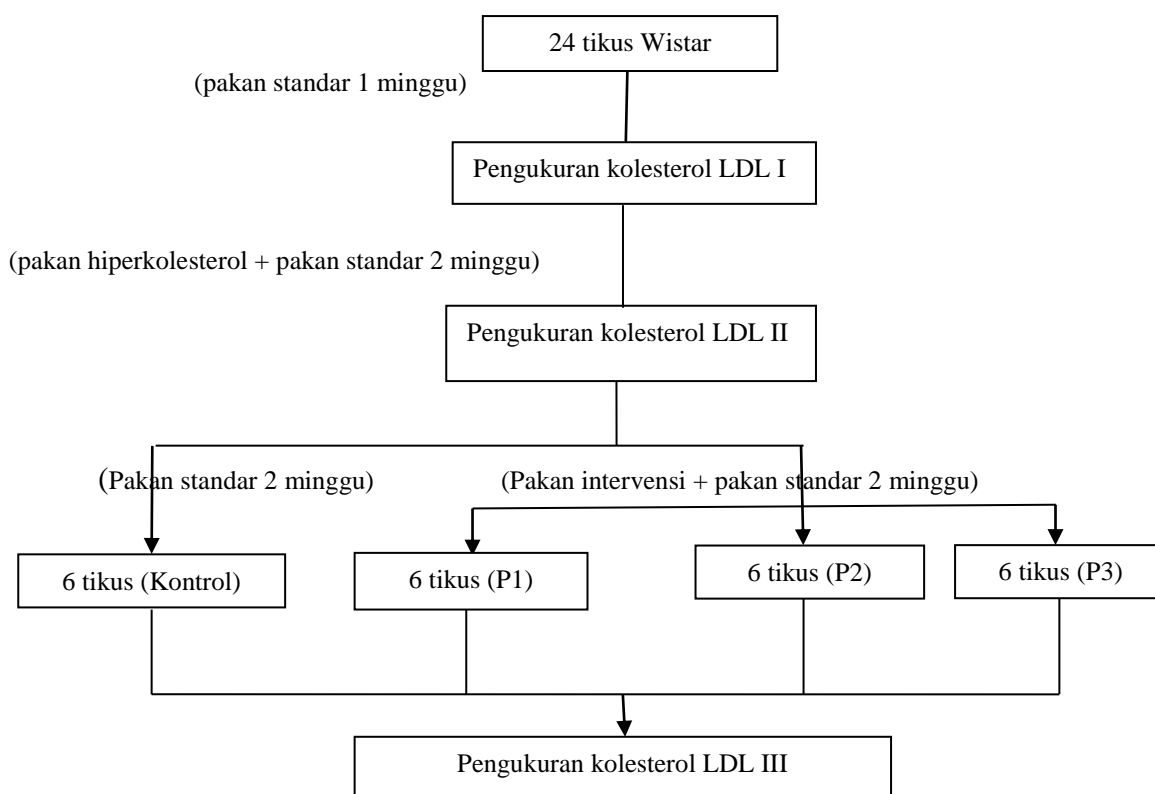 24 tikus Wistar
(pakan standar 1 minggu)
Pengukuran kolesterol LDL I
(pakan hiperkolesterol + pakan standar 2 minggu)
Pengukuran kolesterol LDL II
(Pakan standar 2 minggu)
(Pakan intervensi + pakan standar 2 minggu)
6 tikus (Kontrol)
6 tikus (P1)
6 tikus (P2)
6 tikus (P3)
Pengukuran kolesterol LDL III